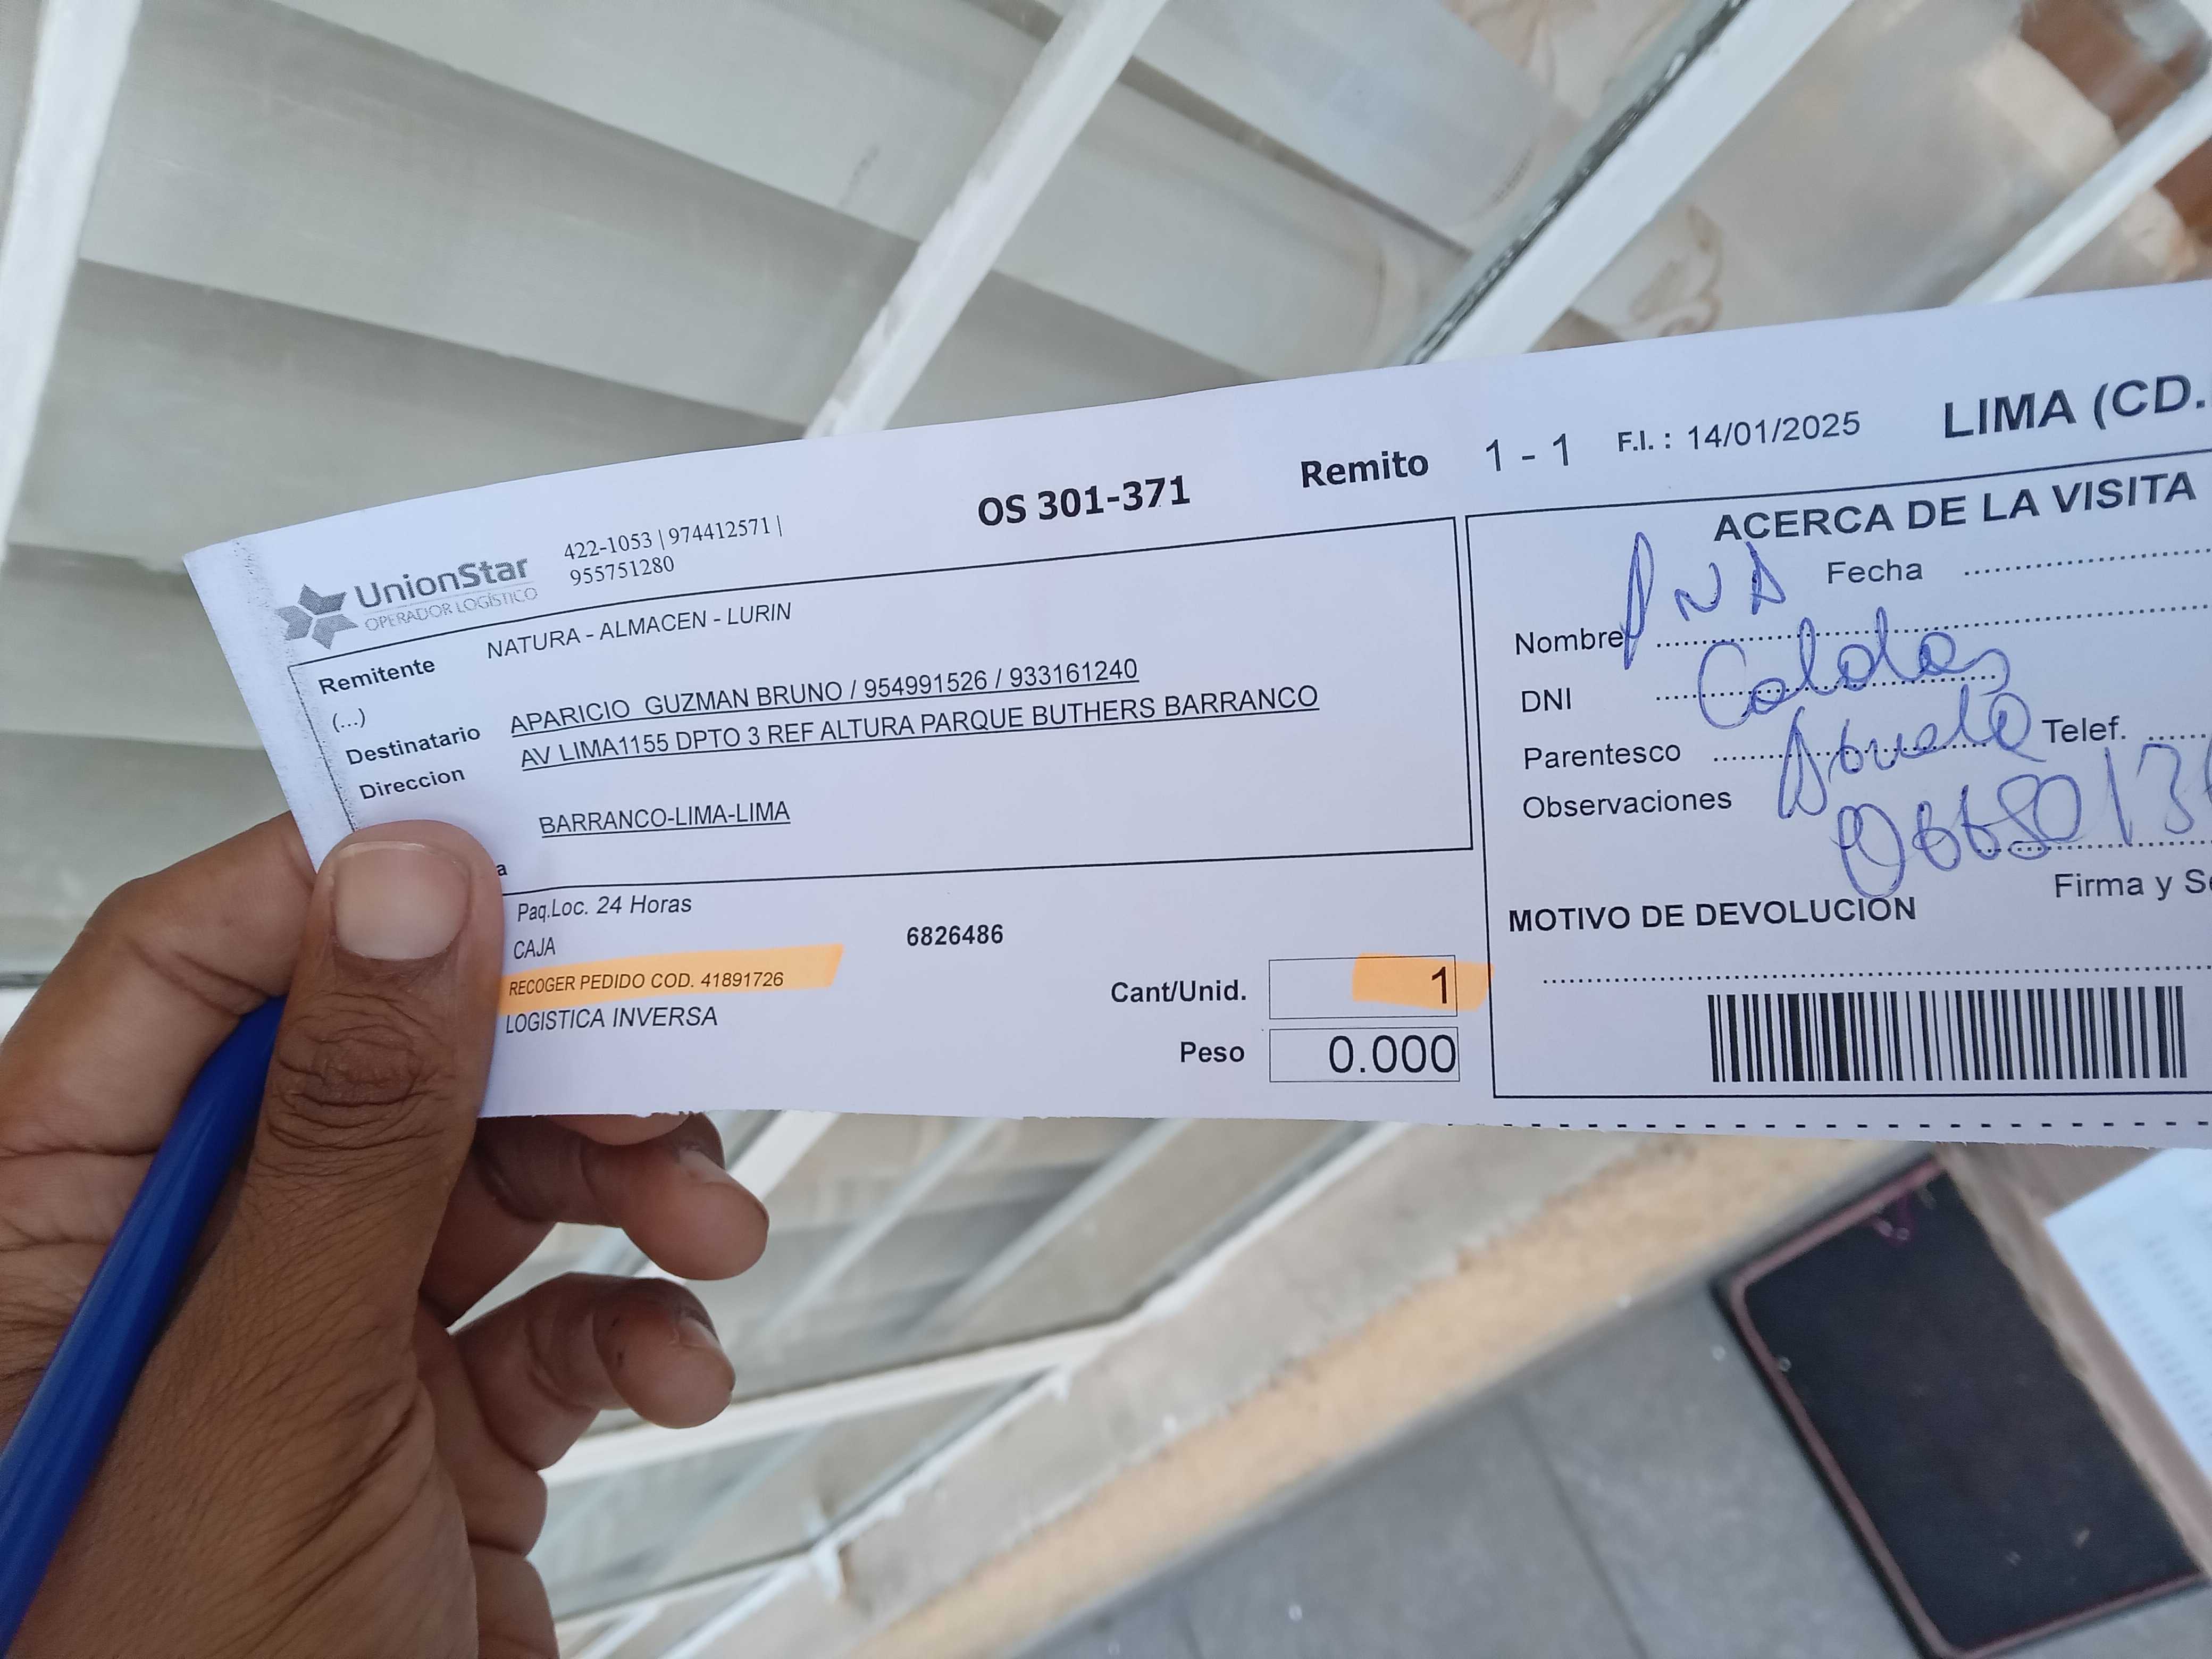 OS 301-371 Remito 1 - 1 F.I. : 14/01/2025 LIMA (CD.
UnionStar
OPERADOR LOGÍSTICO
422-1053 | 974412571 |
955751280
Remitente NATURA - ALMACEN - LURIN
(...)
Destinatario APARICIO GUZMAN BRUNO / 954991526 / 933161240
Direccion AV LIMA1155 DPTO 3 REF ALTURA PARQUE BUTHERS BARRANCO
BARRANCO-LIMA-LIMA
a
Paq.Loc. 24 Horas
CAJA 6826486
RECOGER PEDIDO COD. 41891726
LOGISTICA INVERSA
Cant/Unid. 1
Peso 0.000
ACERCA DE LA VISITA
Fecha
Nombre
DNI
Parentesco Abuela Telef.
Observaciones
Firma y S
MOTIVO DE DEVOLUCIÓN